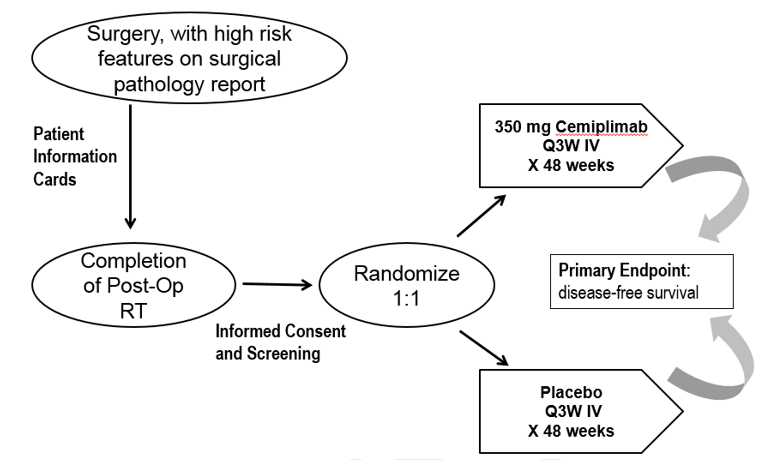 Surgery, with high risk
features on surgical
pathology report
Patient
Information
Cards
Completion
of Post-Op
RT
Informed Consent
and Screening
Randomize
1:1
350 mg Cemiplimab
Q3W IV
X 48 weeks
Primary Endpoint:
disease-free survival
Placebo
Q3W IV
X 48 weeks